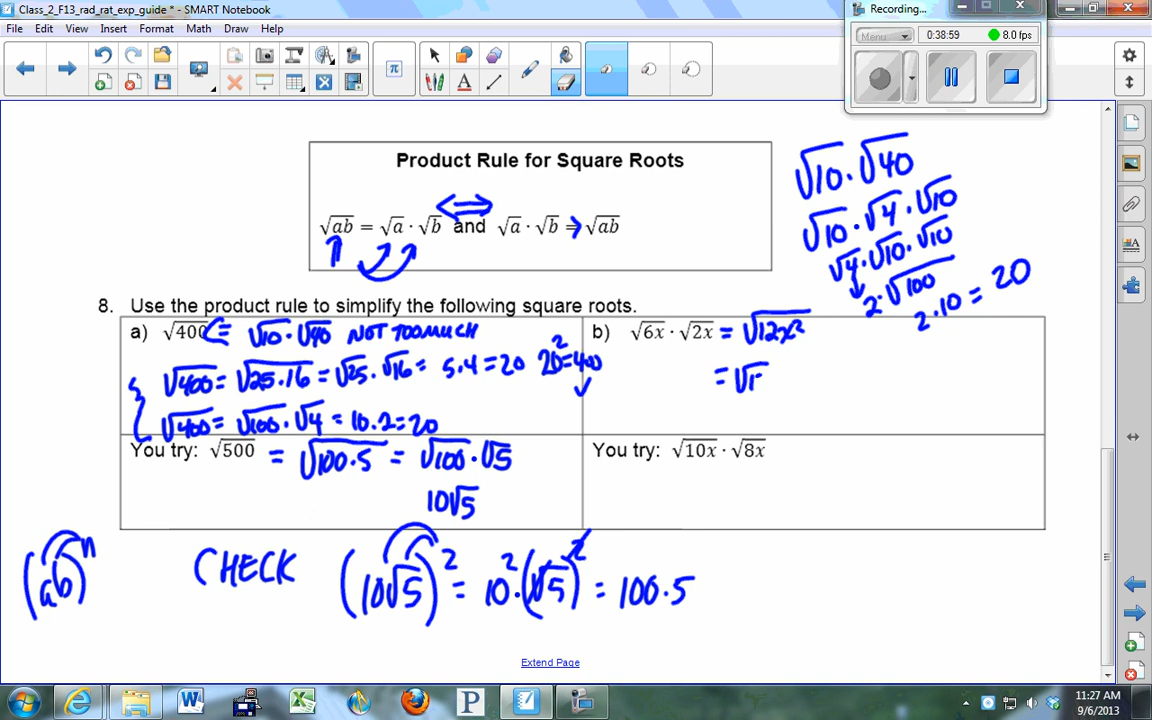 Class_2_F13_rad_rat_exp_guide * - SMART Notebook
Recording...
File Edit View Insert Format Math Draw Help
Menu
0:38:59
8.0 fps
Product Rule for Square Roots
√ab = √a · √b and √a · √b = √ab
√10 · √40
√10 · √4 · √10
√4 · √10 · √10
2 · √100
2 · 10 = 20
8. Use the product rule to simplify the following square roots.
a) √400 = √10 · √40 NOT TOO MUCH
√400 = √25 · 16 = √25 · √16 = 5 · 4 = 20 20² = 400
√400 = √100 · √4 = 10 · 2 = 20
b) √6x · √2x = √12x²
= √1
You try: √500 = √100 · 5 = √100 · √5
10√5
You try: √10x · √8x
(ab)ⁿ
CHECK (10√5)² = 10² · (√5)² = 100 · 5
Extend Page
11:27 AM
9/6/2013